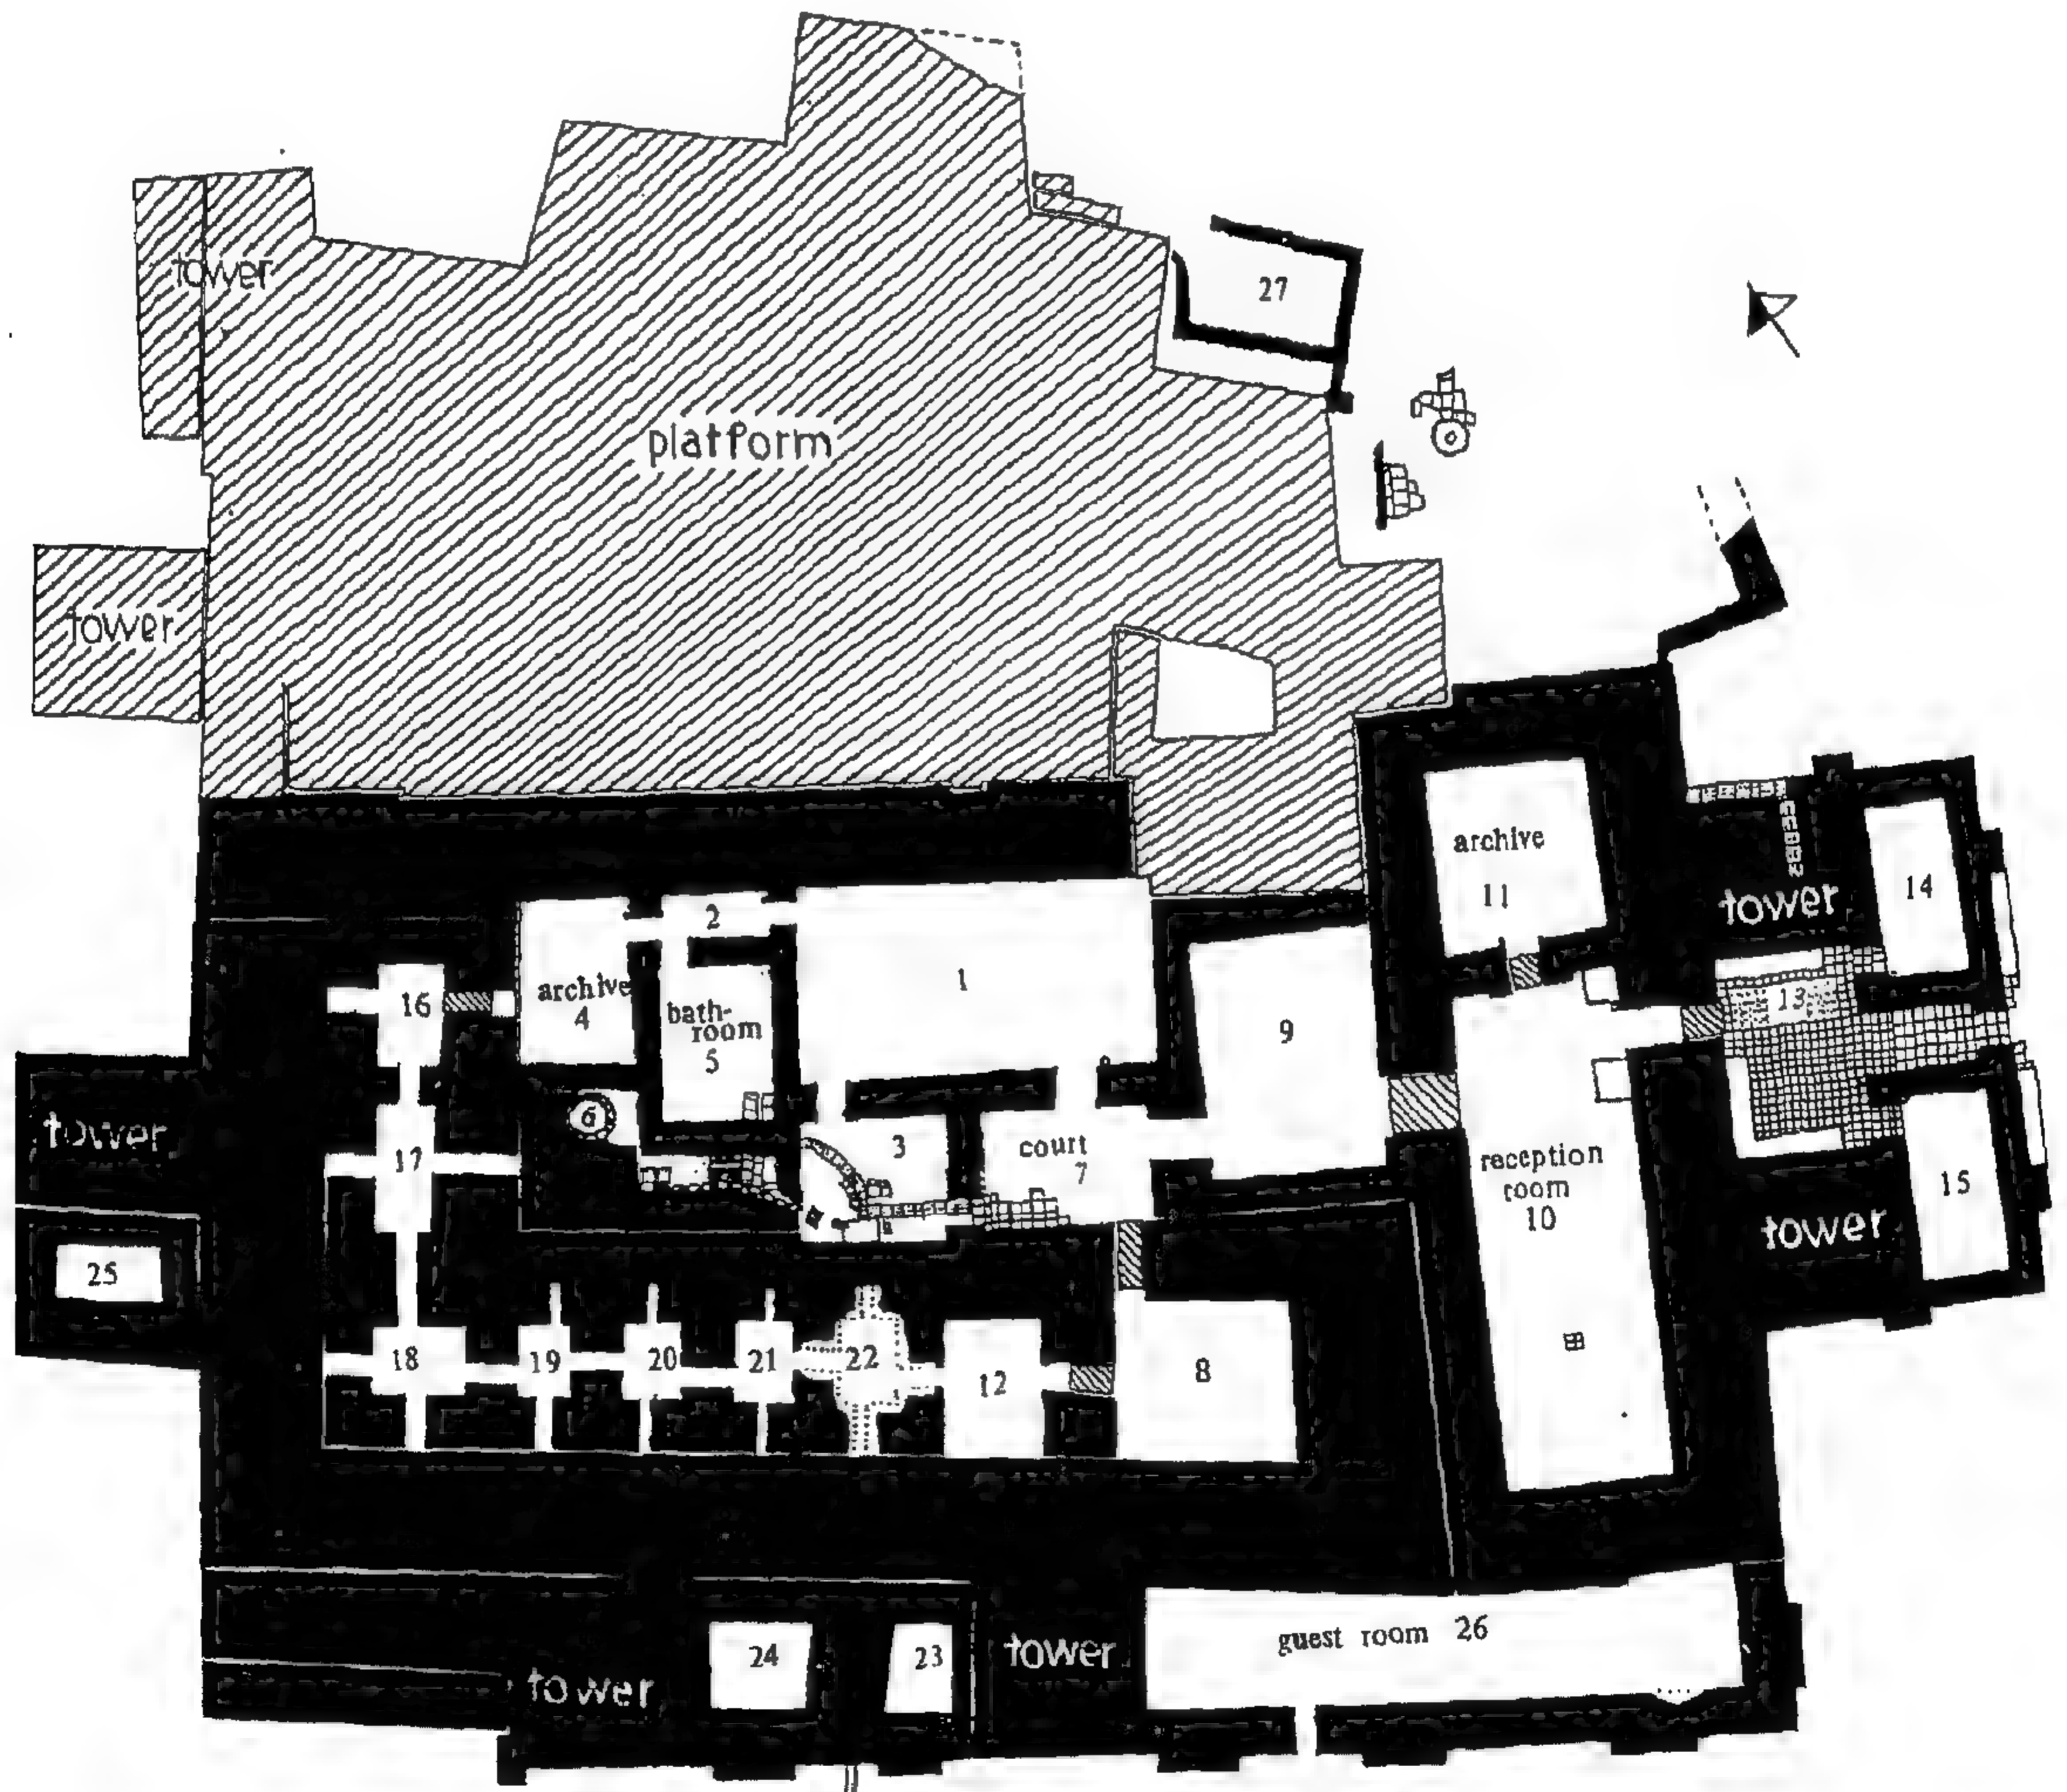 tower
27
platform
tower
archive
11
tower
14
2
1
archive
4
bath-
room
5
9
13
16
6
3
court
7
reception
room
10
tower
17
15
tower
25
18
19
20
21
22
12
8
guest room 26
24
23
tower
tower